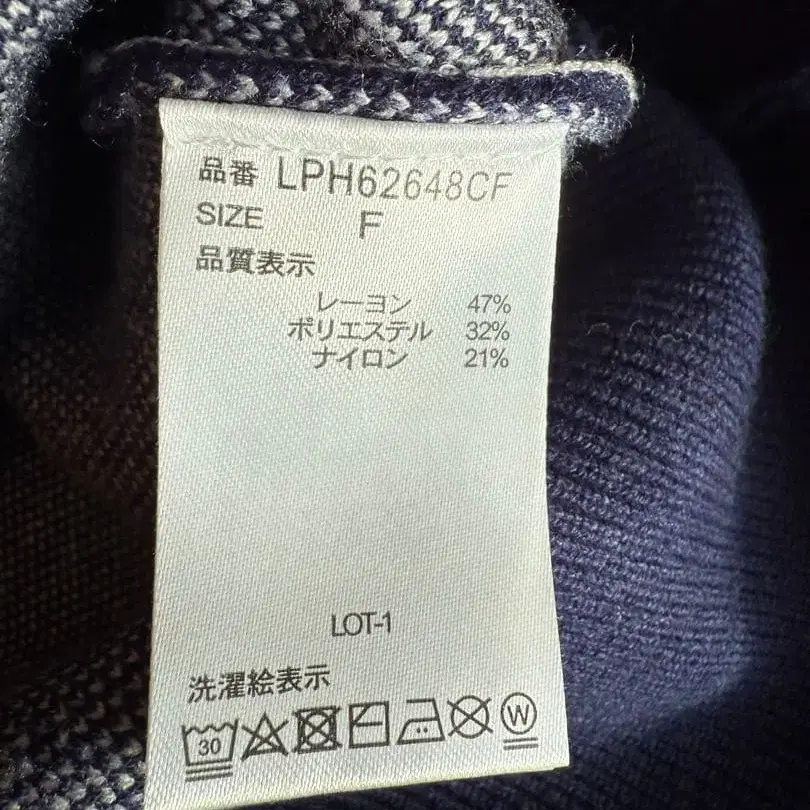 品番 LPH62648CF
SIZE F
品質表示
レーヨン 47%
ポリエステル 32%
ナイロン 21%
LOT-1
洗濯絵表示
30 W